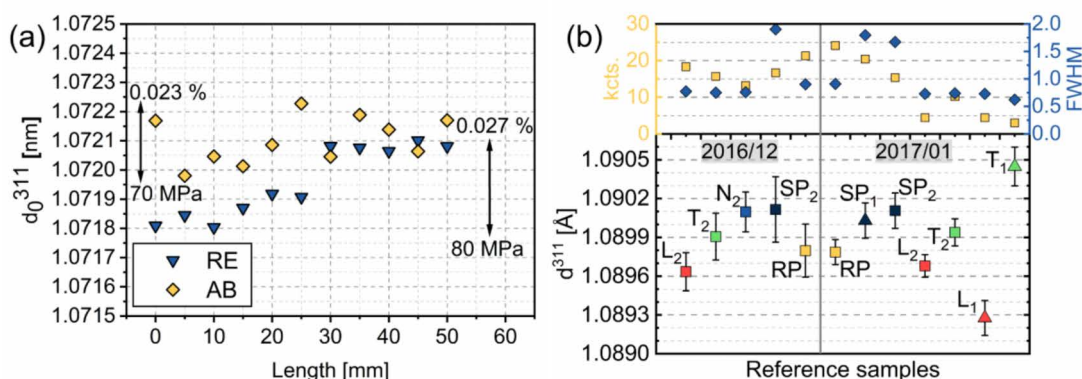 (a)
1.0725
1.0724
1.0723
1.0722
1.0721
1.0720
1.0719
1.0718
1.0717
1.0716
1.0715
d₀³¹¹ [nm]
0.023 %
70 MPa
0.027 %
80 MPa
RE
AB
0 10 20 30 40 50 60
Length [mm]
(b)
30
20
10
0
kcts.
2.0
1.5
1.0
0.5
0.0
FWHM
2016/12 2017/01
1.0905
1.0902
1.0899
1.0896
1.0893
1.0890
d³¹¹ [Å]
L₂
T₂
N₂
SP₂
RP
RP
SP₁
SP₂
L₂
T₂
L₁
T₁
Reference samples